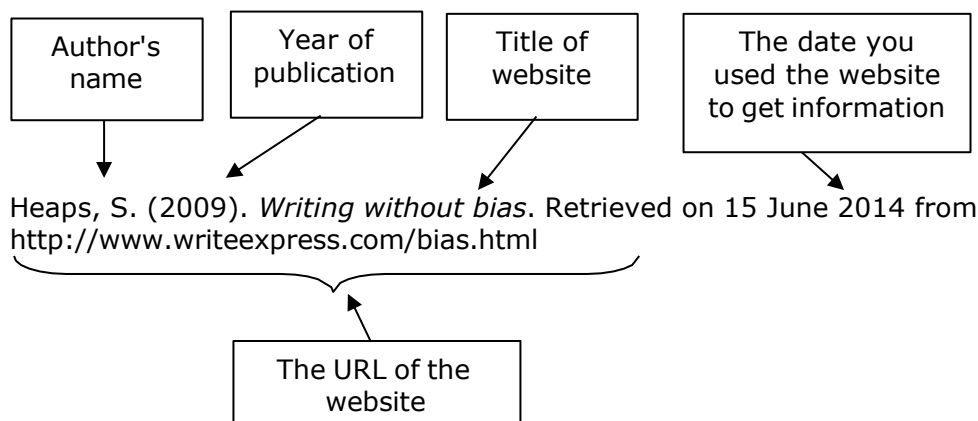 Author's
name
Year of
publication
Title of
website
The date you
used the website
to get information
Heaps, S. (2009). Writing without bias. Retrieved on 15 June 2014 from
http://www.writeexpress.com/bias.html
The URL of the
website